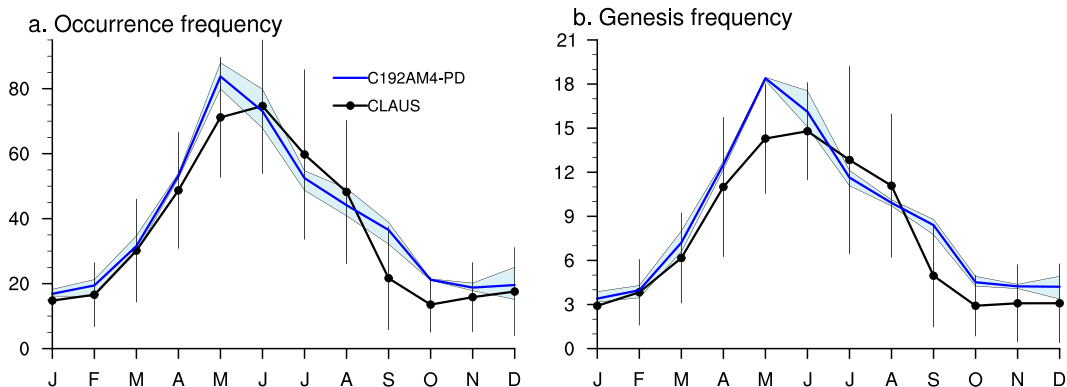 a. Occurrence frequency
80
60
40
20
0
J F M A M J J A S O N D
C192AM4-PD
CLAUS
b. Genesis frequency
21
18
15
12
9
6
3
0
J F M A M J J A S O N D